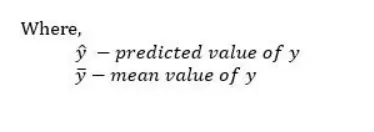 Where,
ŷ – predicted value of y
ȳ – mean value of y